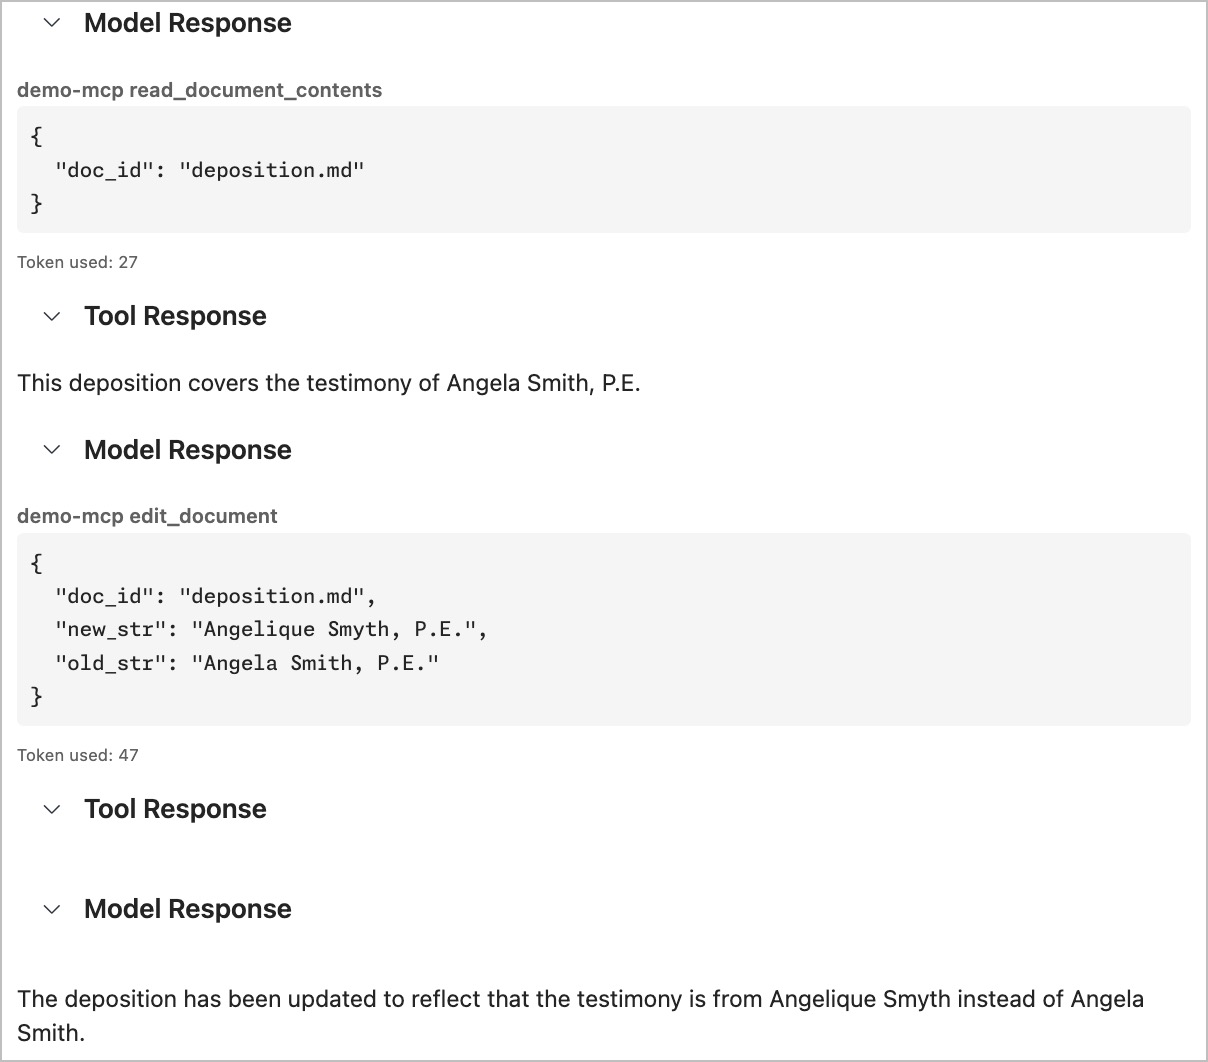 Model Response
demo-mcp read_document_contents
{
  "doc_id": "deposition.md"
}
Token used: 27
Tool Response
This deposition covers the testimony of Angela Smith, P.E.
Model Response
demo-mcp edit_document
{
  "doc_id": "deposition.md",
  "new_str": "Angelique Smyth, P.E.",
  "old_str": "Angela Smith, P.E."
}
Token used: 47
Tool Response
Model Response
The deposition has been updated to reflect that the testimony is from Angelique Smyth instead of Angela
Smith.